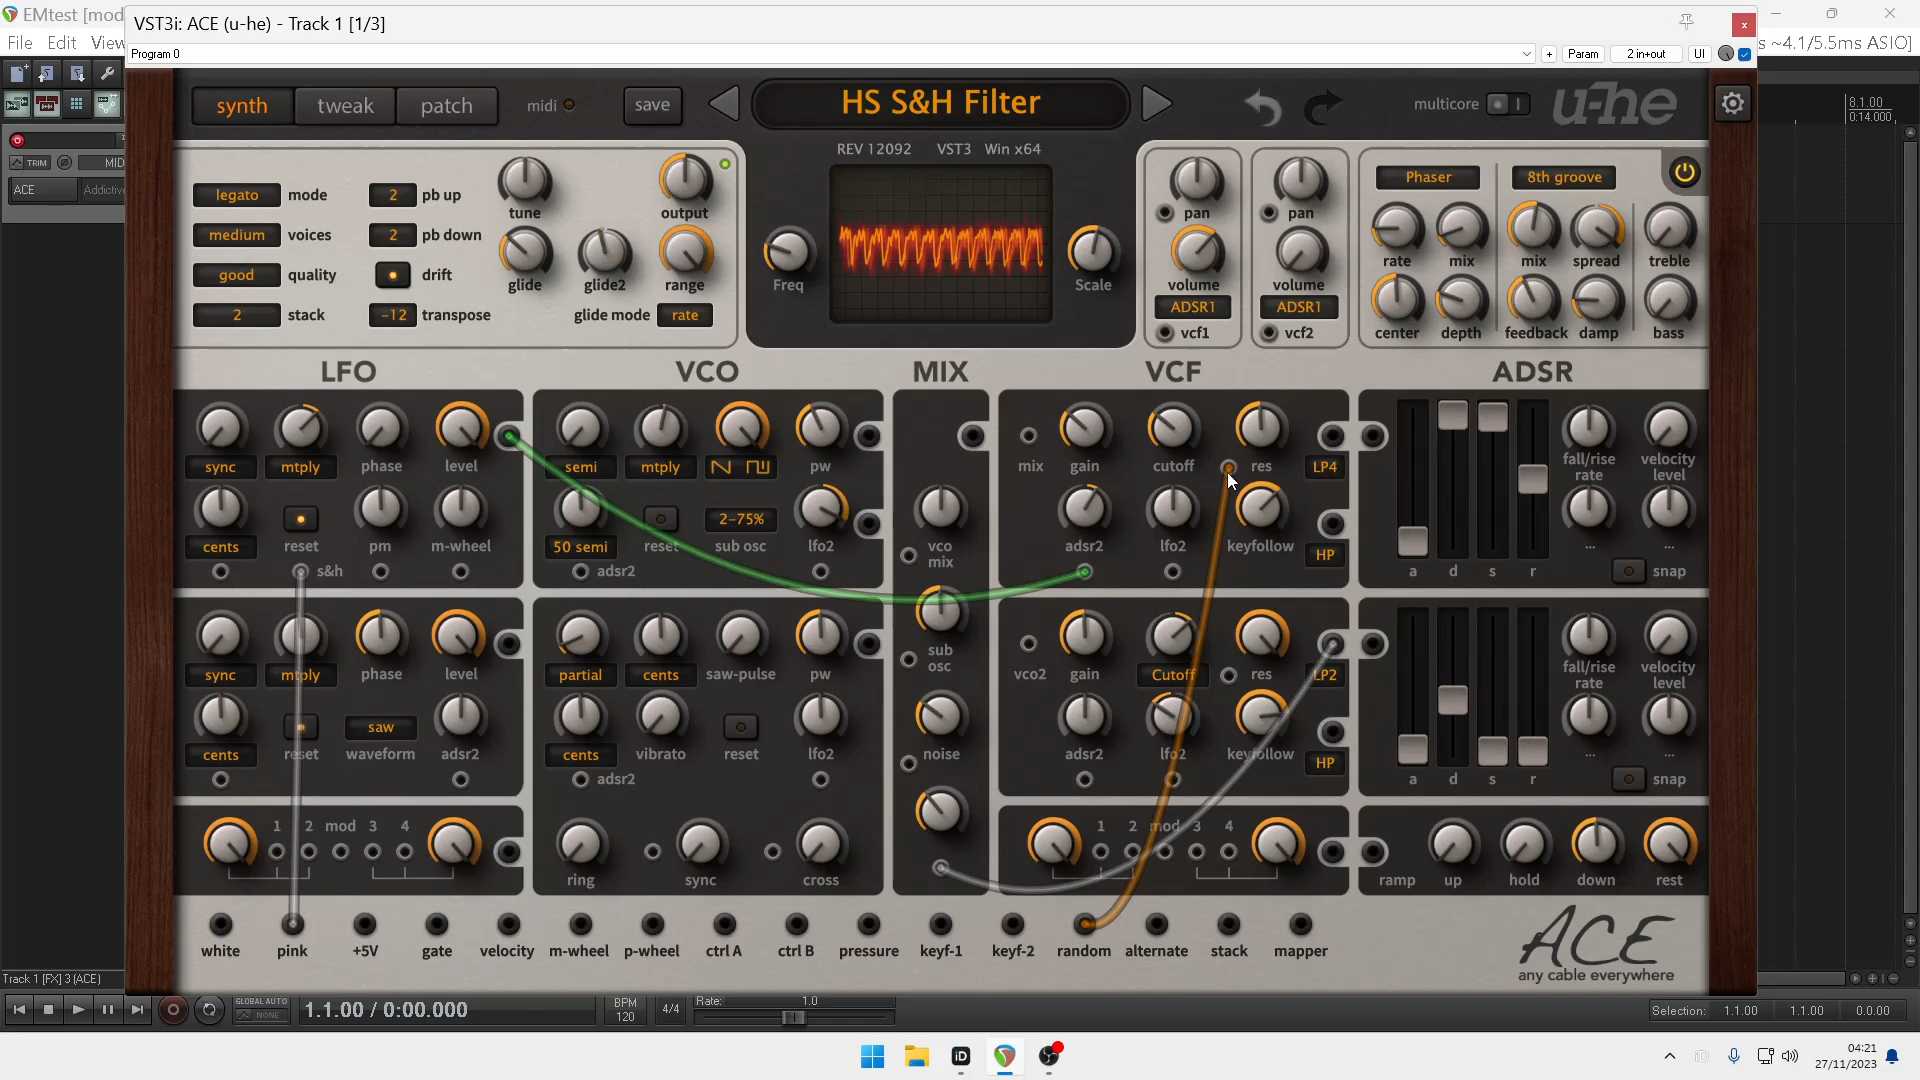 EMtest [mod
VST3i: ACE (u-he) - Track 1 [1/3]
File Edit View
s ~4.1/5.5ms ASIO]
Program 0
+
Param
2 in+out
UI
synth
tweak
patch
midi
save
HS S&H Filter
multicore
u-he
8.1.00
0:14.000
REV 12092 VST3 Win x64
TRIM
MID
ACE
Addictiv
legato mode
2 pb up
tune
output
medium voices
2 pb down
good quality
drift
glide
glide2
range
2 stack
-12 transpose
glide mode rate
Freq
Scale
pan
pan
volume
volume
ADSR1
ADSR1
vcf1
vcf2
Phaser
8th groove
rate mix mix spread treble
center depth feedback damp bass
LFO
VCO
MIX
VCF
ADSR
sync mtply phase level
semi mtply pw
mix gain cutoff res LP4
fall/rise rate
velocity level
cents reset pm m-wheel
s&h
50 semi reset sub osc lfo2
2-75%
adsr2
vco mix
adsr2 lfo2 keyfollow HP
... ...
a d s r snap
sync mtply phase level
partial cents saw-pulse pw
sub osc
vco2 gain Cutoff res LP2
fall/rise rate
velocity level
cents reset waveform adsr2
saw
cents vibrato reset lfo2
adsr2
noise
adsr2 lfo2 keyfollow HP
... ...
a d s r snap
1 2 mod 3 4
ring sync cross
1 2 mod 3 4
ramp up hold down rest
white pink +5V gate velocity m-wheel p-wheel ctrl A ctrl B pressure keyf-1 keyf-2 random alternate stack mapper
ACE
any cable everywhere
Track 1 [FX] 3 (ACE)
GLOBAL AUTO
NONE
1.1.00 / 0:00.000
BPM
120
4/4
Rate: 1.0
Selection: 1.1.00 1.1.00 0.0.00
iD
iD
04:21
27/11/2023